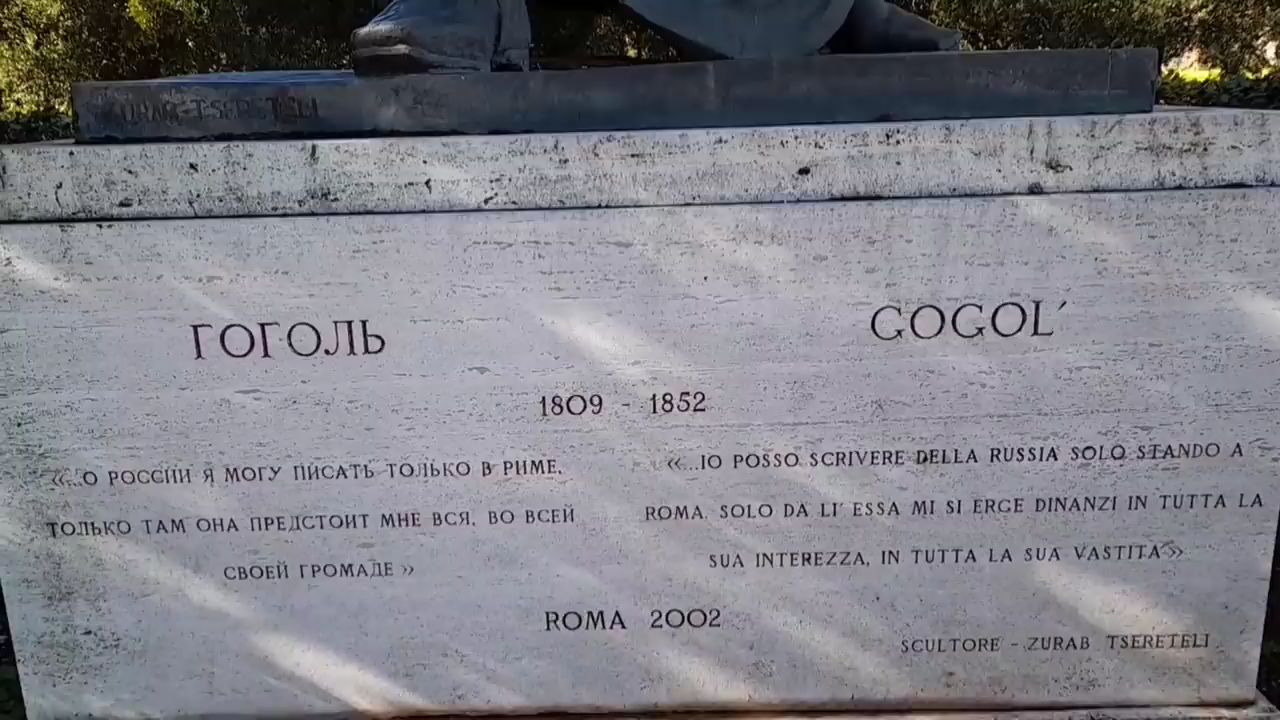 ZURAB TSERETELI
ГОГОЛЬ
GOGOL′
1809 - 1852
«...О РОССИИ Я МОГУ ПИСАТЬ ТОЛЬКО В РИМЕ,
ТОЛЬКО ТАМ ОНА ПРЕДСТОИТ МНЕ ВСЯ, ВО ВСЕЙ
СВОЕЙ ГРОМАДЕ»
«...IO POSSO SCRIVERE DELLA RUSSIA SOLO STANDO A
ROMA. SOLO DA LI' ESSA MI SI ERGE DINANZI IN TUTTA LA
SUA INTEREZZA, IN TUTTA LA SUA VASTITA'»
ROMA 2002
SCULTORE - ZURAB TSERETELI